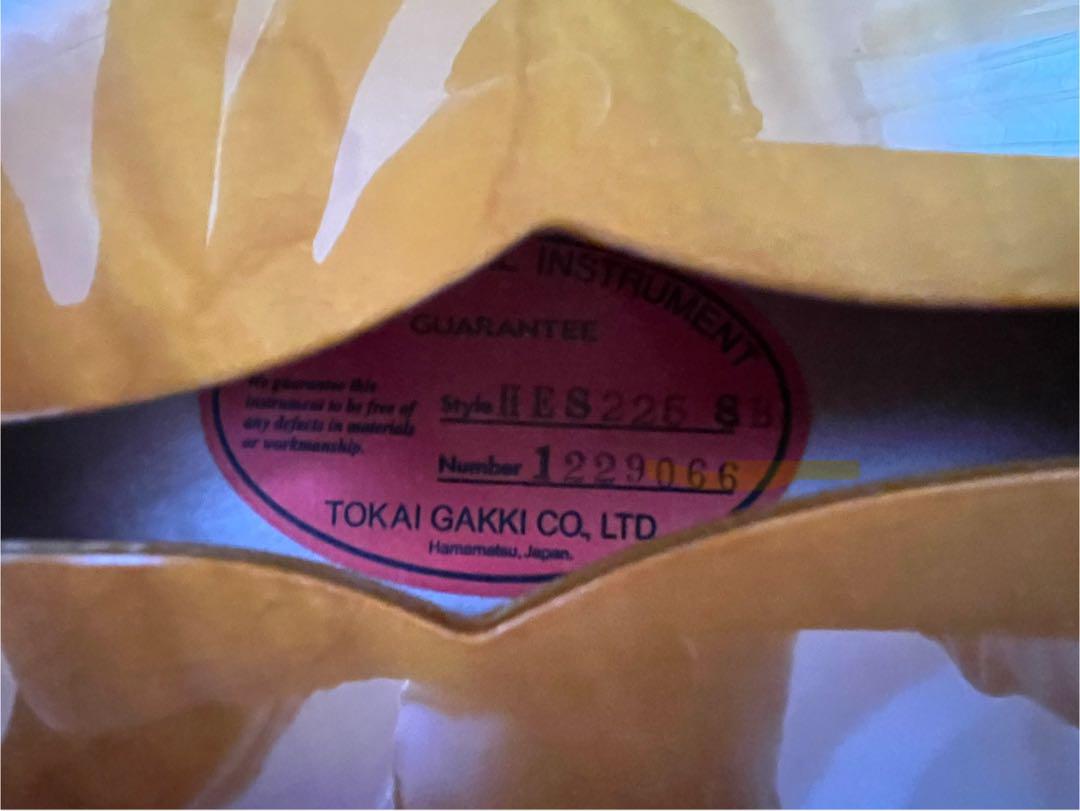 INSTRUMENT
GUARANTEE
We guarantee this
instrument to be free of
any defects in materials
or workmanship.
Style HES225 SB
Number 1229066
TOKAI GAKKI CO., LTD
Hamamatsu, Japan.